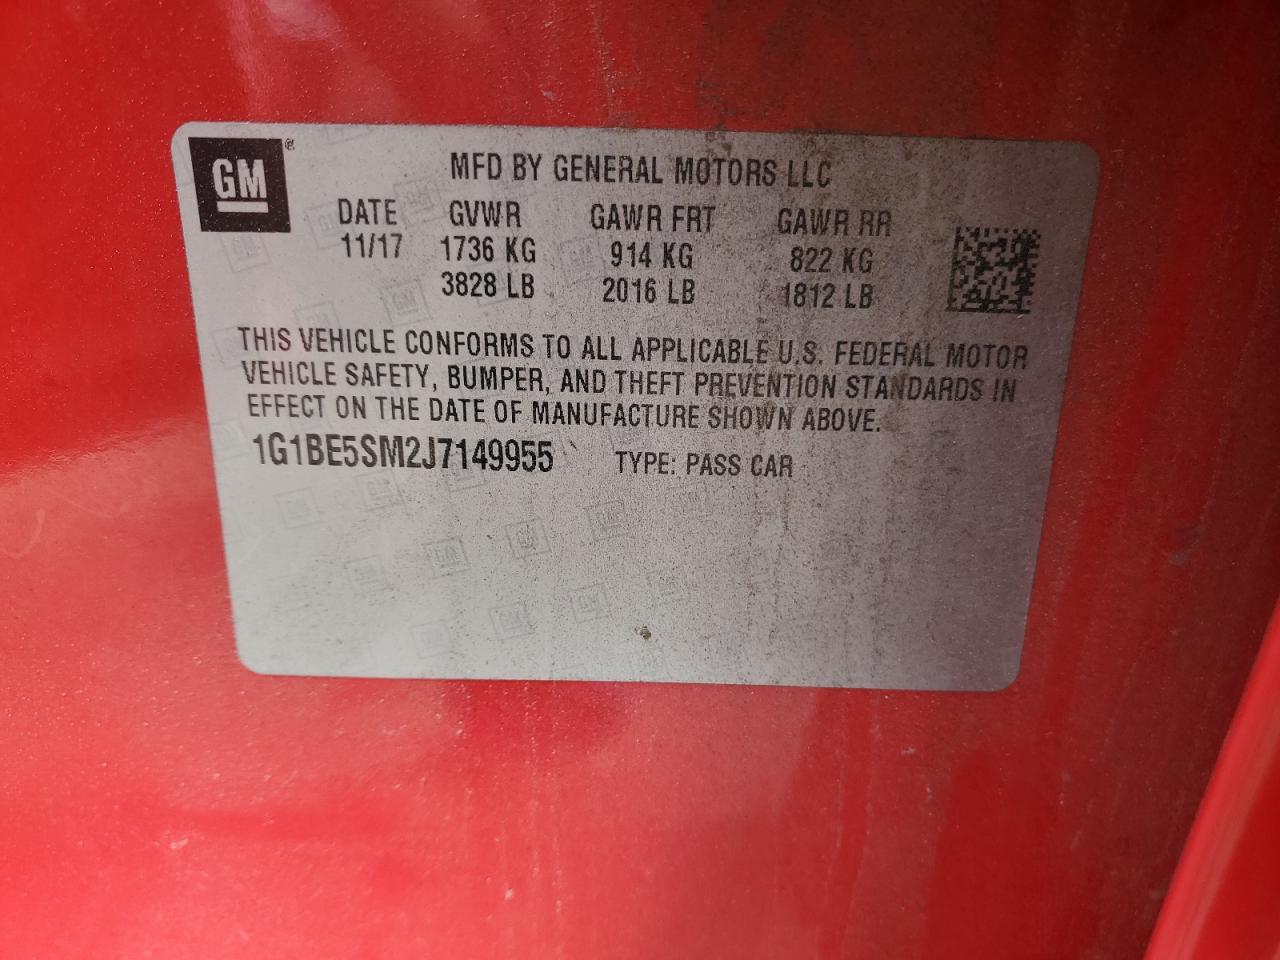 GM®
MFD BY GENERAL MOTORS LLC
DATE GVWR GAWR FRT GAWR RR
11/17 1736 KG 914 KG 822 KG
3828 LB 2016 LB 1812 LB
THIS VEHICLE CONFORMS TO ALL APPLICABLE U.S. FEDERAL MOTOR
VEHICLE SAFETY, BUMPER, AND THEFT PREVENTION STANDARDS IN
EFFECT ON THE DATE OF MANUFACTURE SHOWN ABOVE.
1G1BE5SM2J7149955 TYPE: PASS CAR